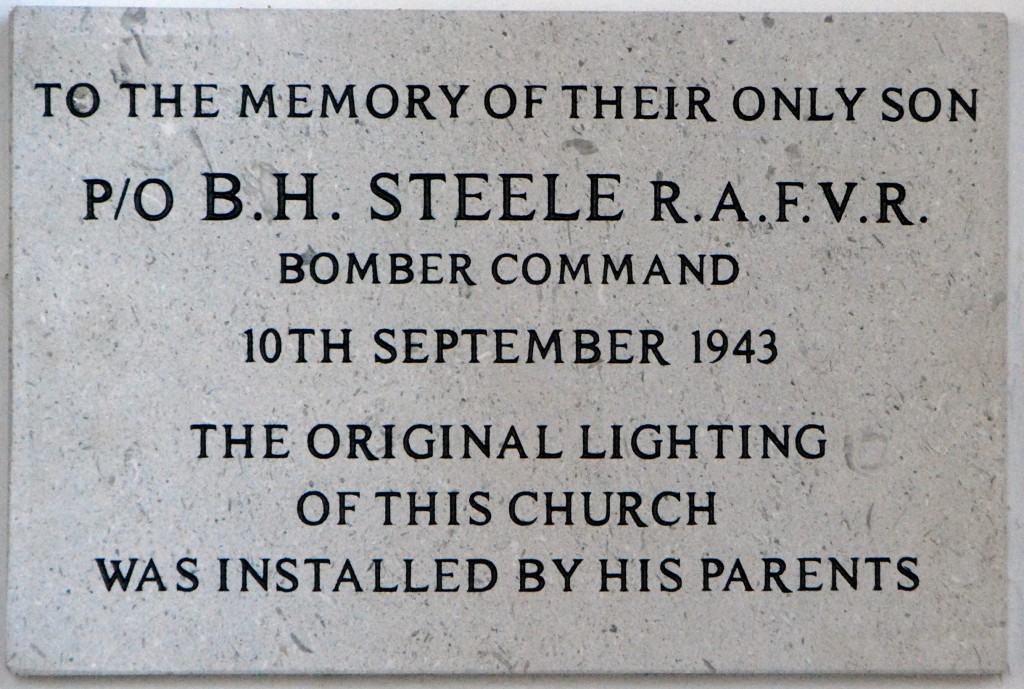 TO THE MEMORY OF THEIR ONLY SON
P/O B.H. STEELE R.A.F.V.R.
BOMBER COMMAND
10TH SEPTEMBER 1943
THE ORIGINAL LIGHTING
OF THIS CHURCH
WAS INSTALLED BY HIS PARENTS